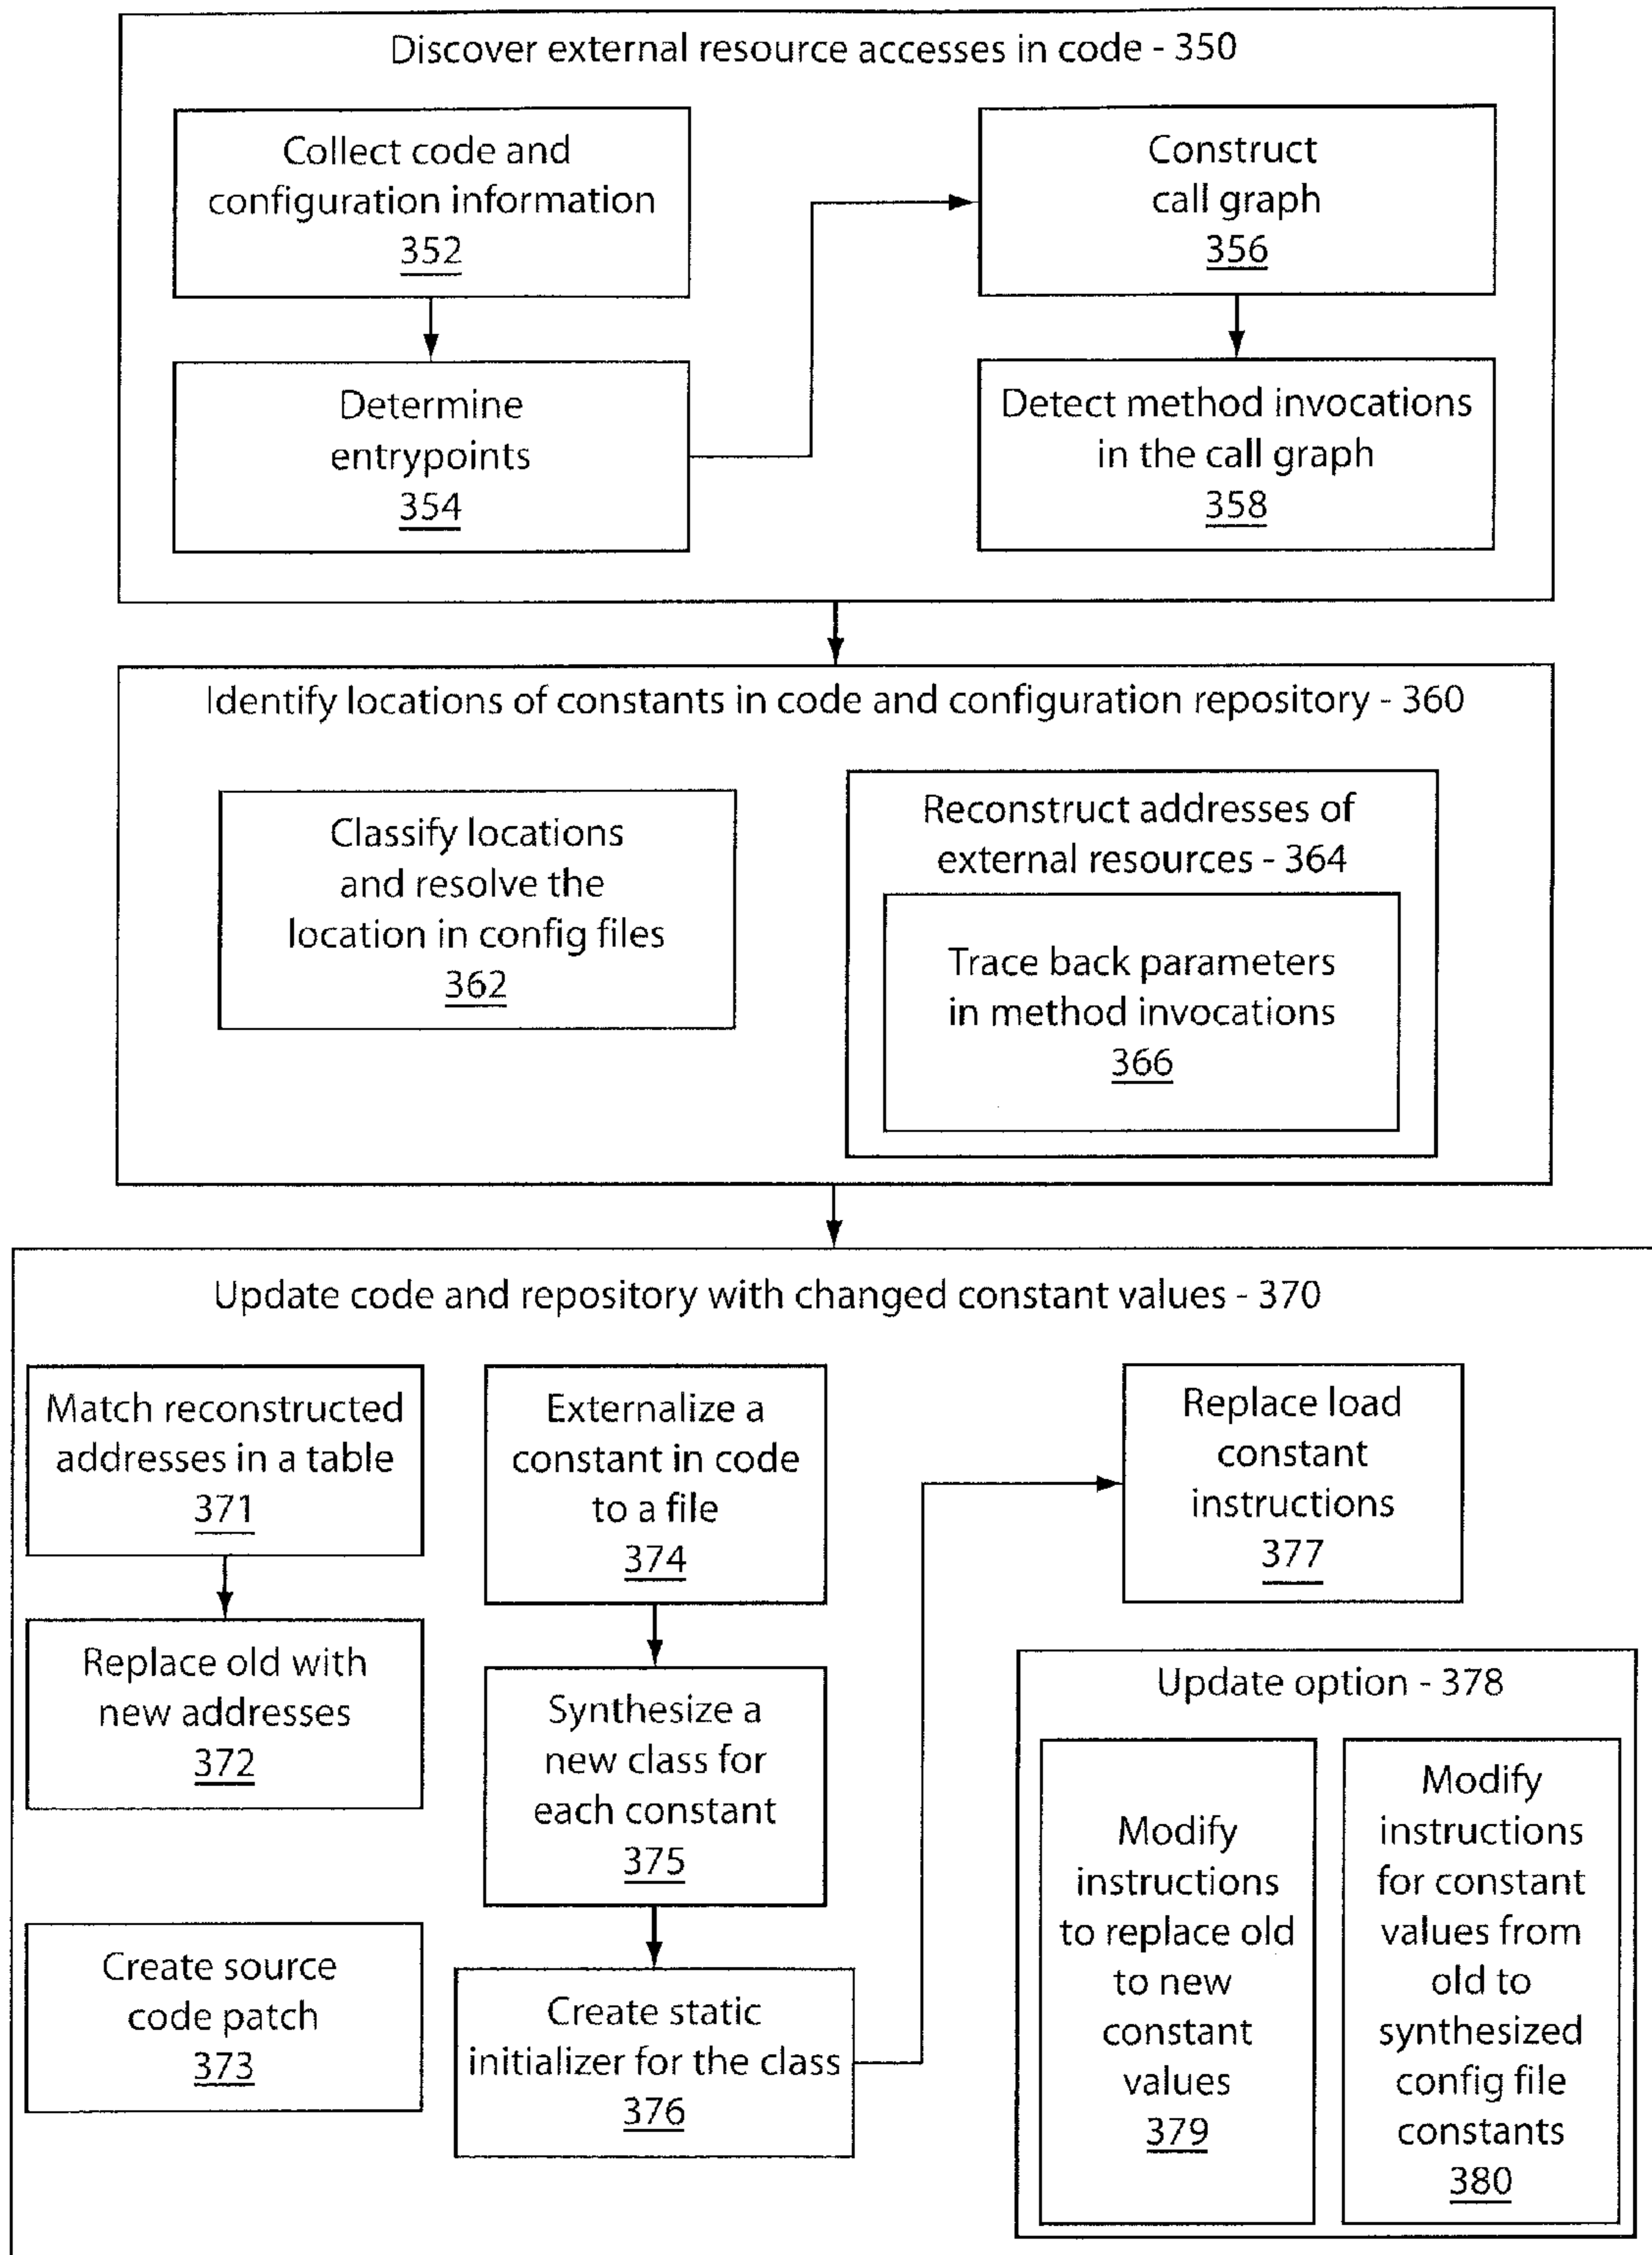 Discover external resource accesses in code - 350
Collect code and
configuration information
352
Determine
entrypoints
354
Construct
call graph
356
Detect method invocations
in the call graph
358
Identify locations of constants in code and configuration repository - 360
Classify locations
and resolve the
location in config files
362
Reconstruct addresses of
external resources - 364
Trace back parameters
in method invocations
366
Update code and repository with changed constant values - 370
Match reconstructed
addresses in a table
371
Replace old with
new addresses
372
Create source
code patch
373
Externalize a
constant in code
to a file
374
Synthesize a
new class for
each constant
375
Create static
initializer for the class
376
Replace load
constant
instructions
377
Update option - 378
Modify
instructions
to replace old
to new
constant
values
379
Modify
instructions
for constant
values from
old to
synthesized
config file
constants
380